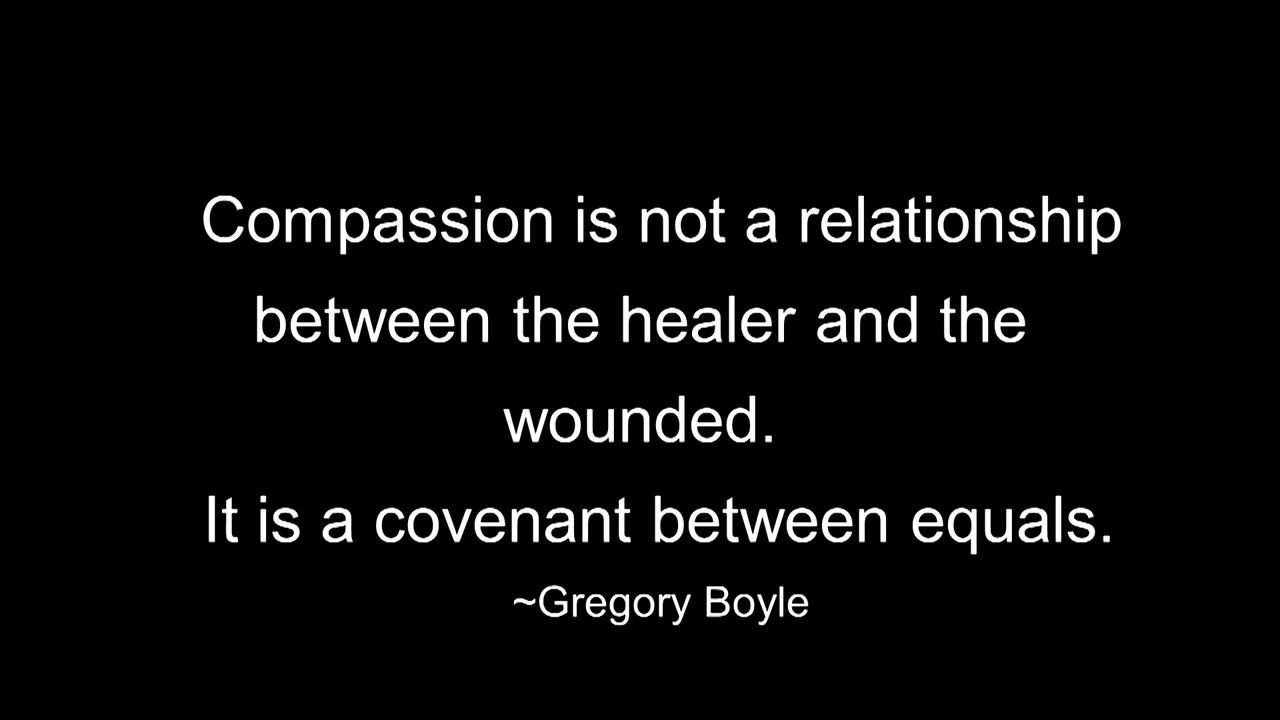 Compassion is not a relationship
between the healer and the
wounded.
It is a covenant between equals.
~Gregory Boyle